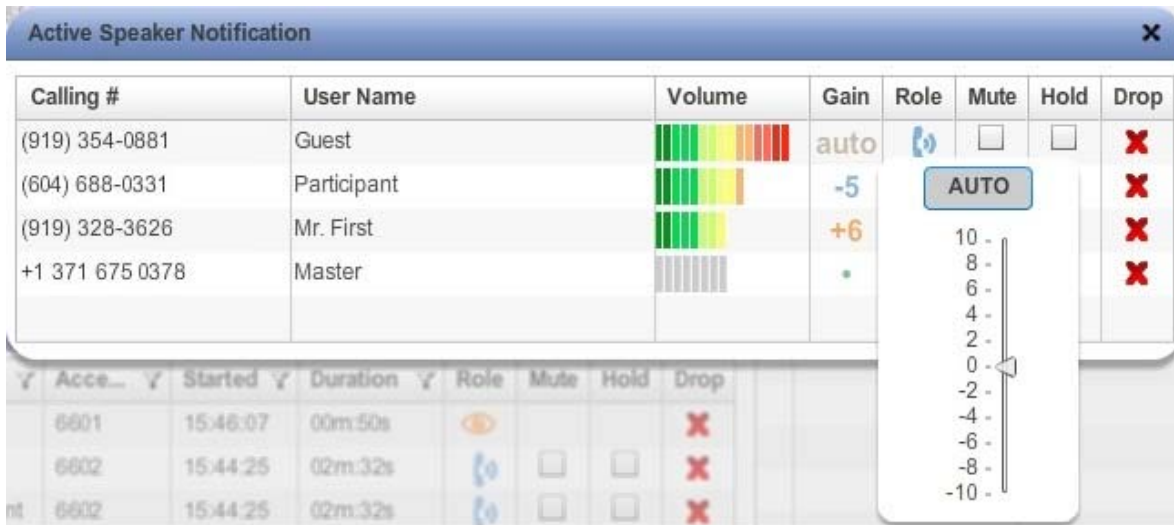 Active Speaker Notification
Calling # User Name Volume Gain Role Mute Hold Drop
(919) 354-0881 Guest auto
(604) 688-0331 Participant -5
(919) 328-3626 Mr. First +6
+1 371 675 0378 Master
AUTO
10 -
8 -
6 -
4 -
2 -
0 -
-2 -
-4 -
-6 -
-8 -
-10 -
Acce... Started Duration Role Mute Hold Drop
6601 15:46:07 00m:50s
6602 15:44:25 02m:32s
nt 6602 15:44:25 02m:32s